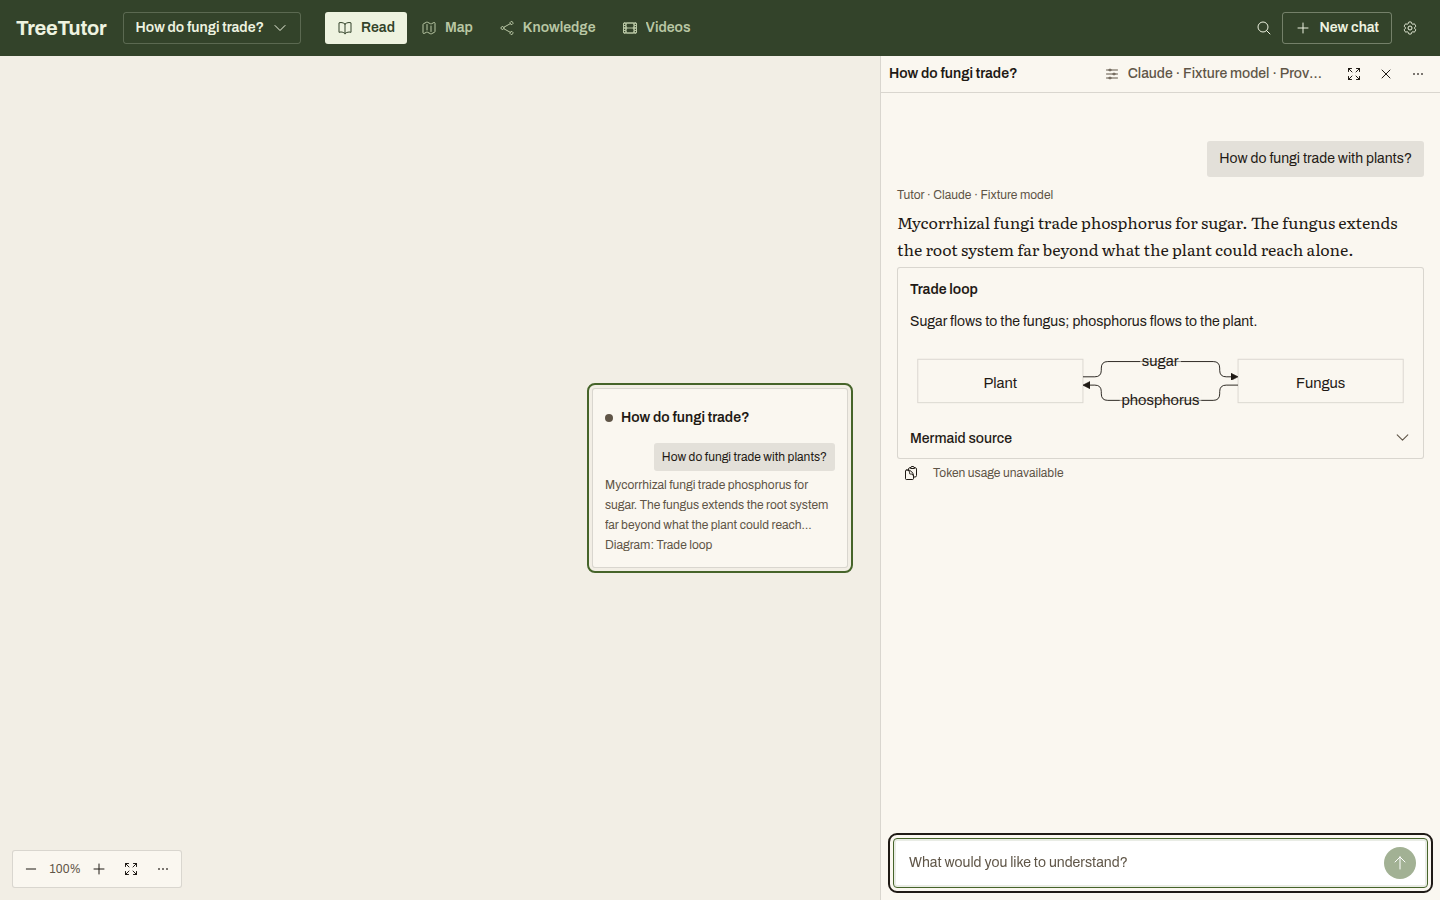 TreeTutor
How do fungi trade?
Read
Map
Knowledge
Videos
New chat
How do fungi trade?
Claude · Fixture model · Prov...
How do fungi trade with plants?
Tutor · Claude · Fixture model
Mycorrhizal fungi trade phosphorus for sugar. The fungus extends
the root system far beyond what the plant could reach alone.
Trade loop
Sugar flows to the fungus; phosphorus flows to the plant.
sugar
Plant
Fungus
phosphorus
Mermaid source
Token usage unavailable
How do fungi trade?
How do fungi trade with plants?
Mycorrhizal fungi trade phosphorus for
sugar. The fungus extends the root system
far beyond what the plant could reach...
Diagram: Trade loop
100%
What would you like to understand?